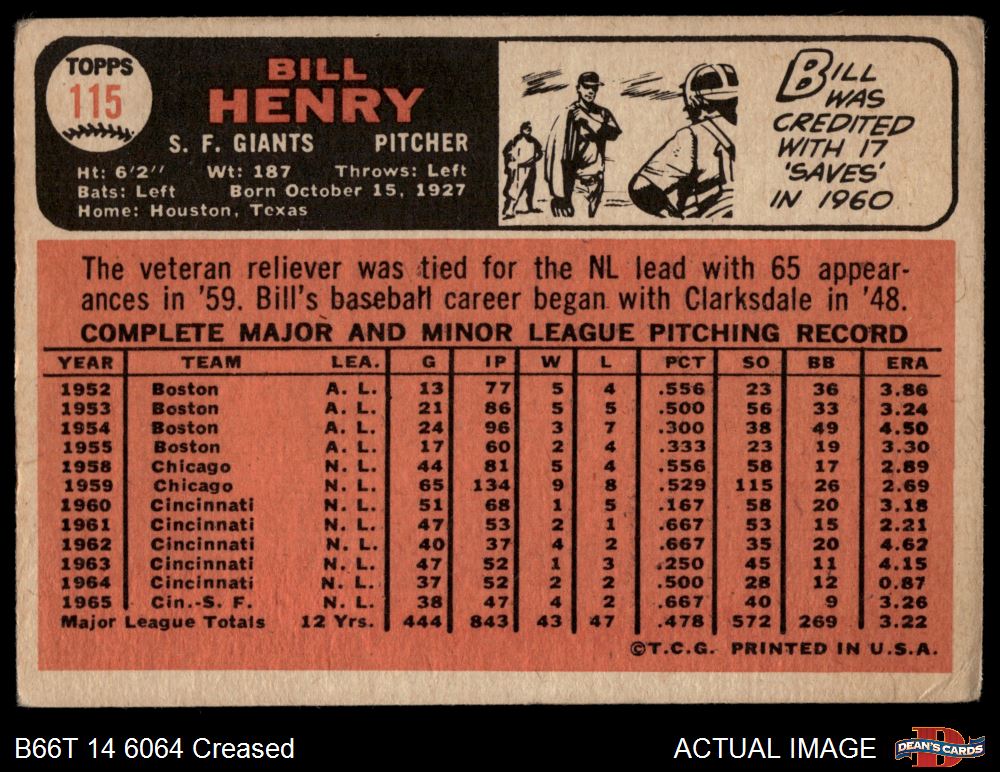 TOPPS
115
BILL
HENRY
S. F. GIANTS PITCHER
Ht: 6'2" Wt: 187 Throws: Left
Bats: Left Born October 15, 1927
Home: Houston, Texas
BILL
WAS
CREDITED
WITH 17
'SAVES'
IN 1960
The veteran reliever was tied for the NL lead with 65 appear-
ances in '59. Bill's baseball career began with Clarksdale in '48.
COMPLETE MAJOR AND MINOR LEAGUE PITCHING RECORD
YEAR TEAM LEA. G IP W L PCT SO BB ERA
1952 Boston A. L. 13 77 5 4 .556 23 36 3.86
1953 Boston A. L. 21 86 5 5 .500 56 33 3.24
1954 Boston A. L. 24 96 3 7 .300 38 49 4.50
1955 Boston A. L. 17 60 2 4 .333 23 19 3.30
1958 Chicago N. L. 44 81 5 4 .556 58 17 2.89
1959 Chicago N. L. 65 134 9 8 .529 115 26 2.69
1960 Cincinnati N. L. 51 68 1 5 .167 58 20 3.18
1961 Cincinnati N. L. 47 53 2 1 .667 53 15 2.21
1962 Cincinnati N. L. 40 37 4 2 .667 35 20 4.62
1963 Cincinnati N. L. 47 52 1 3 .250 45 11 4.15
1964 Cincinnati N. L. 37 52 2 2 .500 28 12 0.87
1965 Cin.-S. F. N. L. 38 47 4 2 .667 40 9 3.26
Major League Totals 12 Yrs. 444 843 43 47 .478 572 269 3.22
©T.C.G. PRINTED IN U.S.A.
B66T 14 6064 Creased
ACTUAL IMAGE
DEAN'S CARDS